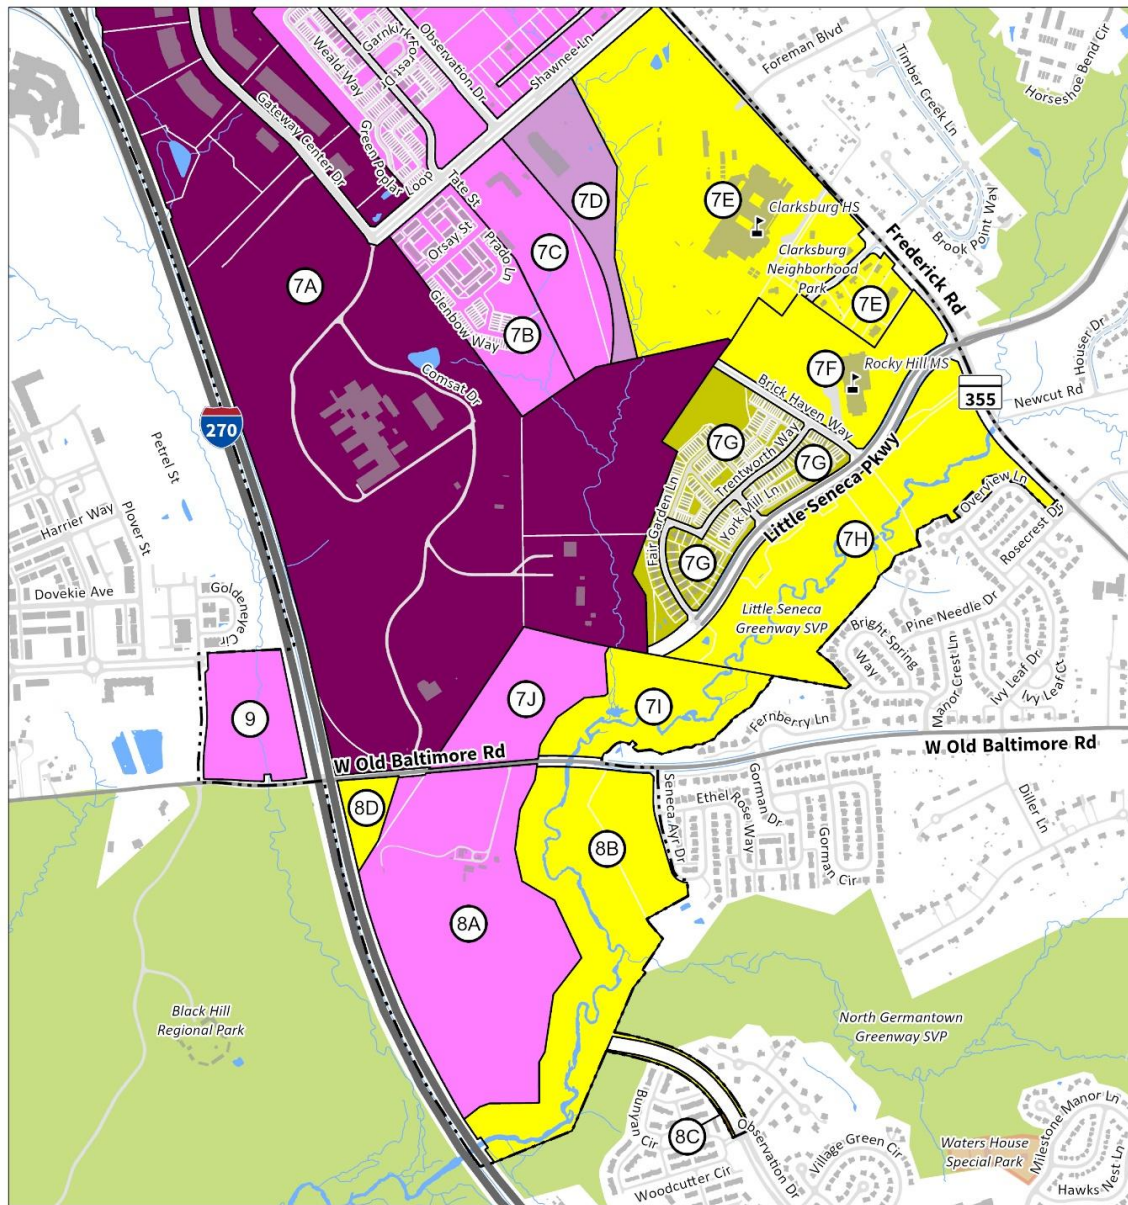 Foreman Blvd
Timber Creek Ln
Horseshoe Bend Cir
Weald Way
Observation Dr
Shawnee Ln
Gateway Center Dr
Green Poplar
Loop
Tate St
7E
Clarksburg HS
7D
Brook Point Way
Orsay St
Prado Ln
7C
Clarksburg
Neighborhood
Park
Frederick Rd
7A
7E
Glenbow Way
7B
Houser Dr
7F
Rocky Hill MS
Comsat Dr
Brick Haven Way
355
Newcut Rd
270
Petrel St
7G
Trentworth Way
7G
Fair Garden Ln
York Mill Ln
Little Seneca Pkwy
Overview Ln
Harrier Way
Plover St
7H
Rosecrest Dr
7G
Dovekie Ave
Goldeneye Cir
Little Seneca
Greenway SVP
Pine Needle Dr
Bright Spring
Way
Manor Crest Ln
Ivy Leaf Dr
Ivy Leaf Ct
7J
7I
9
Fernberry Ln
W Old Baltimore Rd
W Old Baltimore Rd
8D
Seneca Ayr Dr
Ethel
Rose Way
Gorman Dr
Gorman Cir
Diller Ln
8B
8A
Black Hill
Regional Park
North Germantown
Greenway SVP
Bunyan Cir
8C
Observation Dr
Village Green Cir
Woodcutter Cir
Waters House
Special Park
Milestone Manor Ln
Hawks
Nest Ln